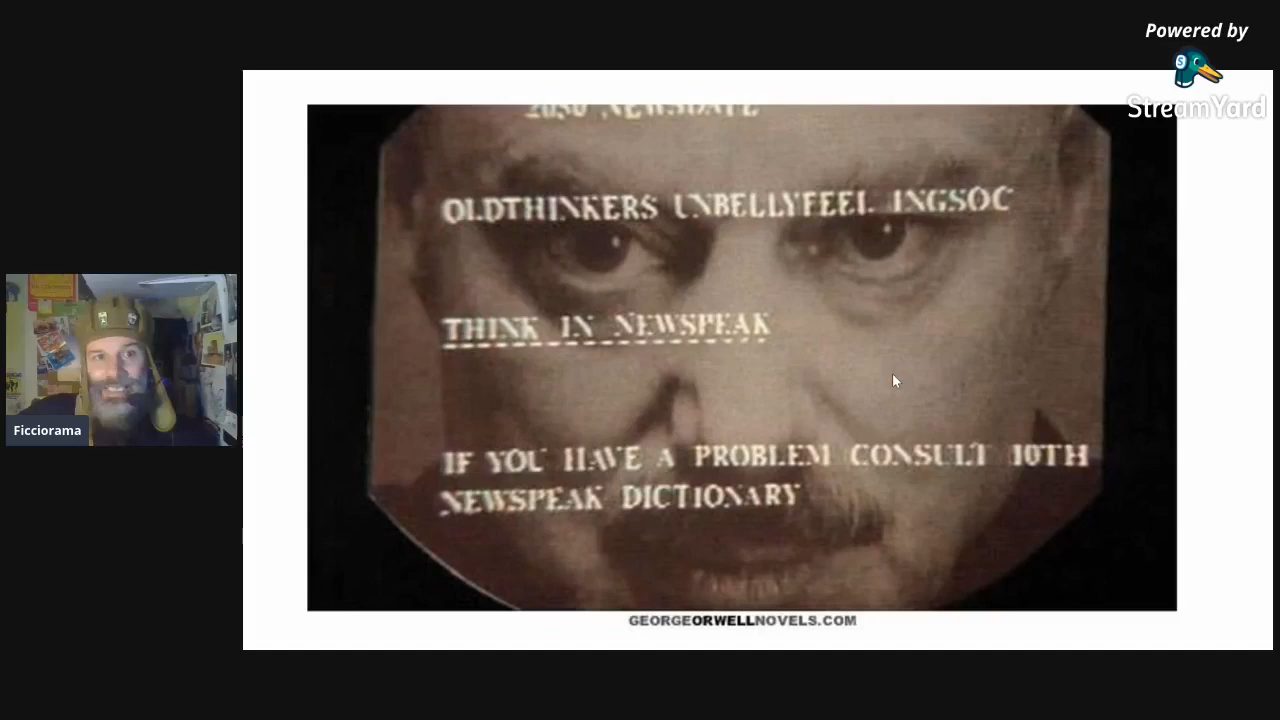 Powered by
StreamYard
OLDTHINKERS UNBELLYFEEL INGSOC
THINK IN NEWSPEAK
IF YOU HAVE A PROBLEM CONSULT 10TH
NEWSPEAK DICTIONARY
GEORGEORWELLNOVELS.COM
Ficciorama